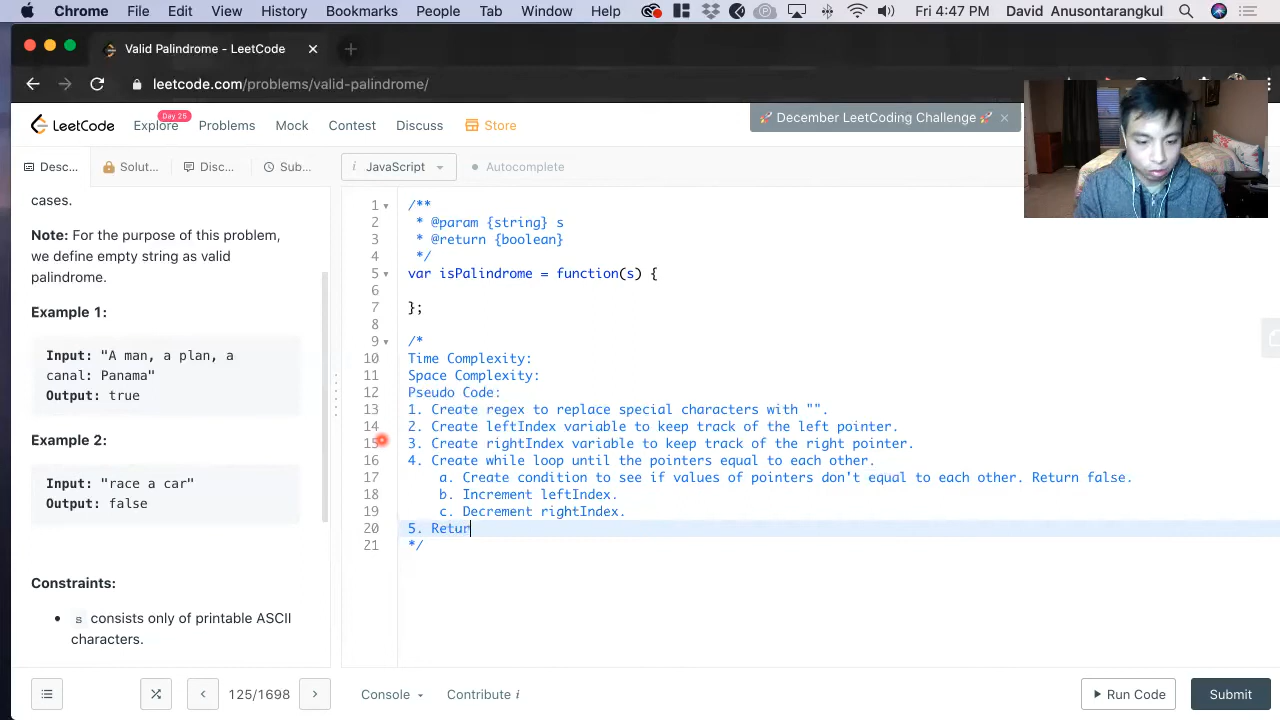 Chrome File Edit View History Bookmarks People Tab Window Help Fri 4:47 PM David Anusontarangkul
Valid Palindrome - LeetCode
leetcode.com/problems/valid-palindrome/
LeetCode Explore Day 25 Problems Mock Contest Discuss Store
🚀 December LeetCoding Challenge 🚀
Desc... Solut... Disc... Sub...
i JavaScript Autocomplete
cases.
Note: For the purpose of this problem,
we define empty string as valid
palindrome.
Example 1:
Input: "A man, a plan, a
canal: Panama"
Output: true
Example 2:
Input: "race a car"
Output: false
Constraints:
• s consists only of printable ASCII
characters.
1 /**
2 * @param {string} s
3 * @return {boolean}
4 */
5 var isPalindrome = function(s) {
6
7 };
8
9 /*
10 Time Complexity:
11 Space Complexity:
12 Pseudo Code:
13 1. Create regex to replace special characters with "".
14 2. Create leftIndex variable to keep track of the left pointer.
15 3. Create rightIndex variable to keep track of the right pointer.
16 4. Create while loop until the pointers equal to each other.
17 a. Create condition to see if values of pointers don't equal to each other. Return false.
18 b. Increment leftIndex.
19 c. Decrement rightIndex.
20 5. Retur
21 */
125/1698
Console Contribute i
Run Code Submit